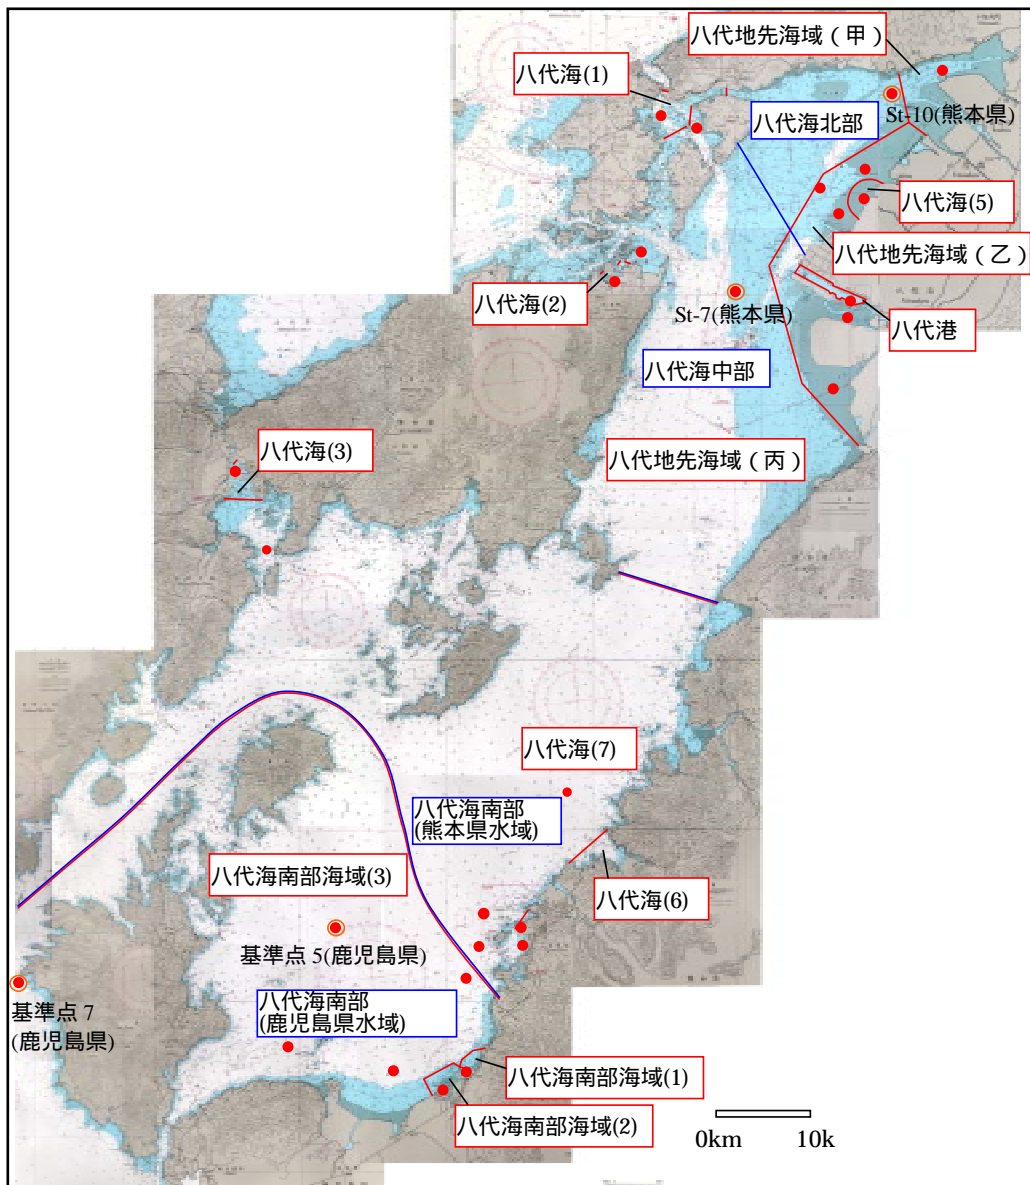 八代地先海域（甲）
八代海(1)
St-10(熊本県)
八代海北部
八代海(5)
八代地先海域（乙）
八代海(2)
St-7(熊本県)
八代港
八代海中部
八代海(3)
八代地先海域（丙）
八代海(7)
八代海南部
(熊本県水域)
八代海南部海域(3)
八代海(6)
基準点 5(鹿児島県)
基準点 7
(鹿児島県)
八代海南部
(鹿児島県水域)
八代海南部海域(1)
八代海南部海域(2)
0km
10k